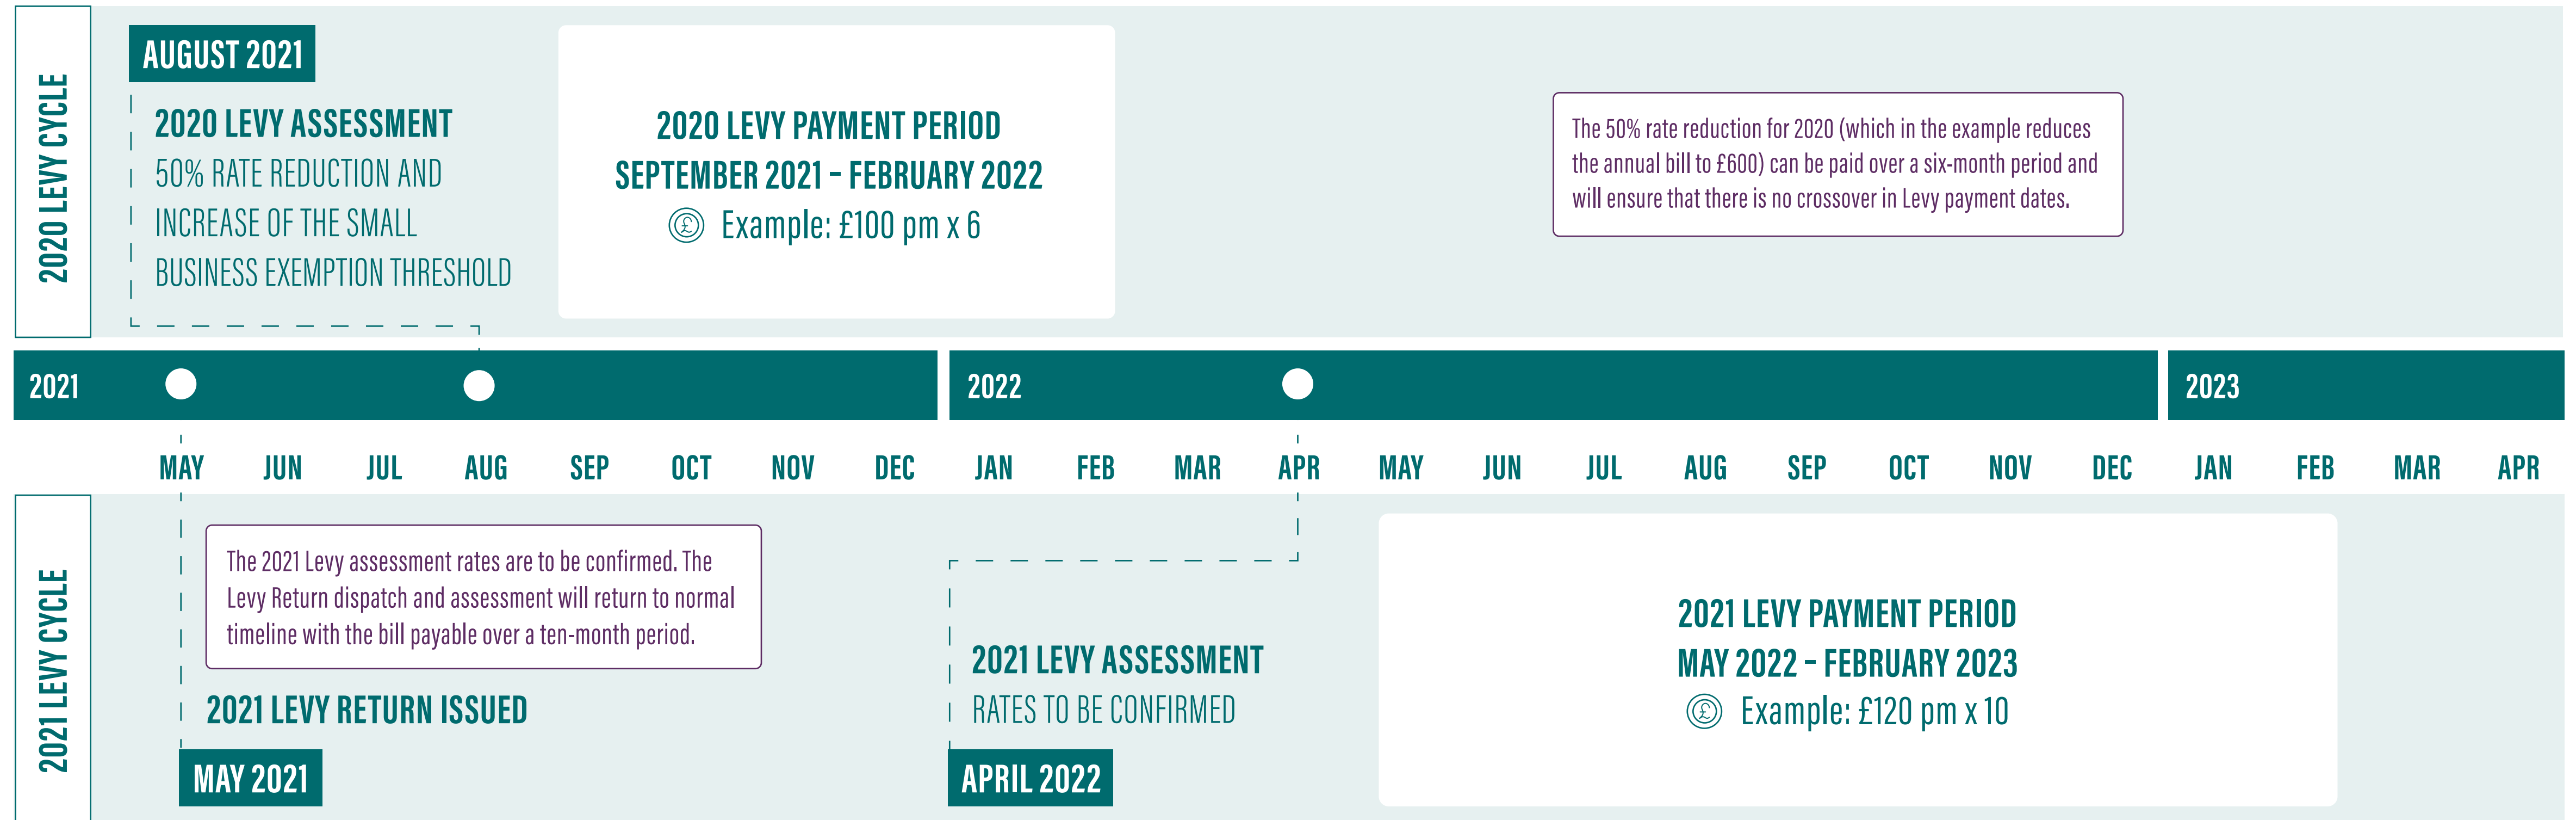 2020 LEVY CYCLE
AUGUST 2021
2020 LEVY ASSESSMENT
50% RATE REDUCTION AND
INCREASE OF THE SMALL
BUSINESS EXEMPTION THRESHOLD
2020 LEVY PAYMENT PERIOD
SEPTEMBER 2021 – FEBRUARY 2022
£ Example: £100 pm x 6
The 50% rate reduction for 2020 (which in the example reduces
the annual bill to £600) can be paid over a six-month period and
will ensure that there is no crossover in Levy payment dates.
2021 2022 2023
MAY JUN JUL AUG SEP OCT NOV DEC JAN FEB MAR APR MAY JUN JUL AUG SEP OCT NOV DEC JAN FEB MAR APR
2021 LEVY CYCLE
The 2021 Levy assessment rates are to be confirmed. The
Levy Return dispatch and assessment will return to normal
timeline with the bill payable over a ten-month period.
2021 LEVY RETURN ISSUED
MAY 2021
2021 LEVY ASSESSMENT
RATES TO BE CONFIRMED
APRIL 2022
2021 LEVY PAYMENT PERIOD
MAY 2022 – FEBRUARY 2023
£ Example: £120 pm x 10